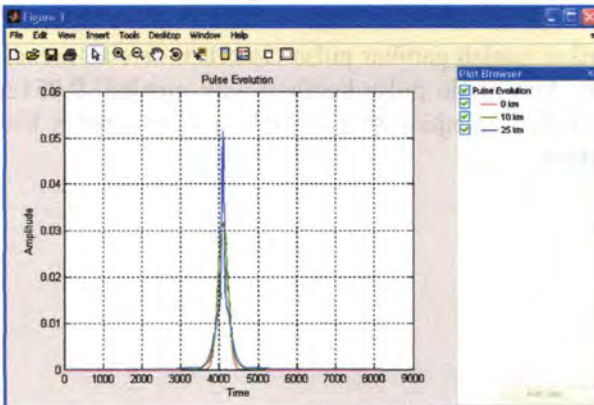 Figure 1
File Edit View Insert Tools Desktop Window Help
Plot Browser
Pulse Evolution
0 km
10 km
25 km
Pulse Evolution
0.06
0.05
0.04
0.03
0.02
0.01
0
Amplitude
0 1000 2000 3000 4000 5000 6000 7000 8000 9000
Time